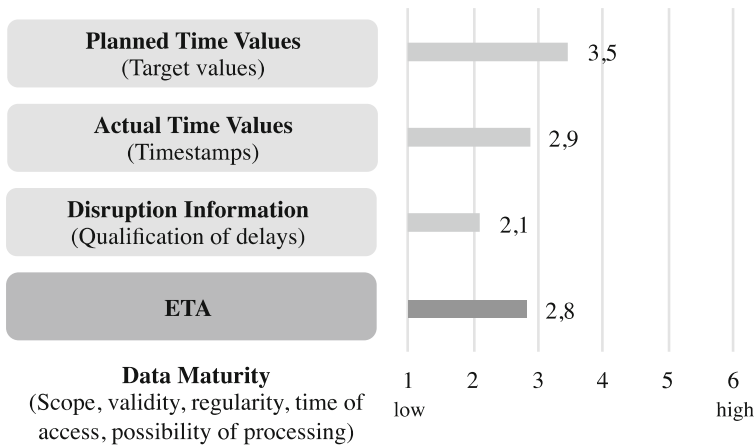 Planned Time Values
(Target values)
3,5
Actual Time Values
(Timestamps)
2,9
Disruption Information
(Qualification of delays)
2,1
ETA
2,8
Data Maturity
(Scope, validity, regularity, time of
access, possibility of processing)
1 2 3 4 5 6
low high